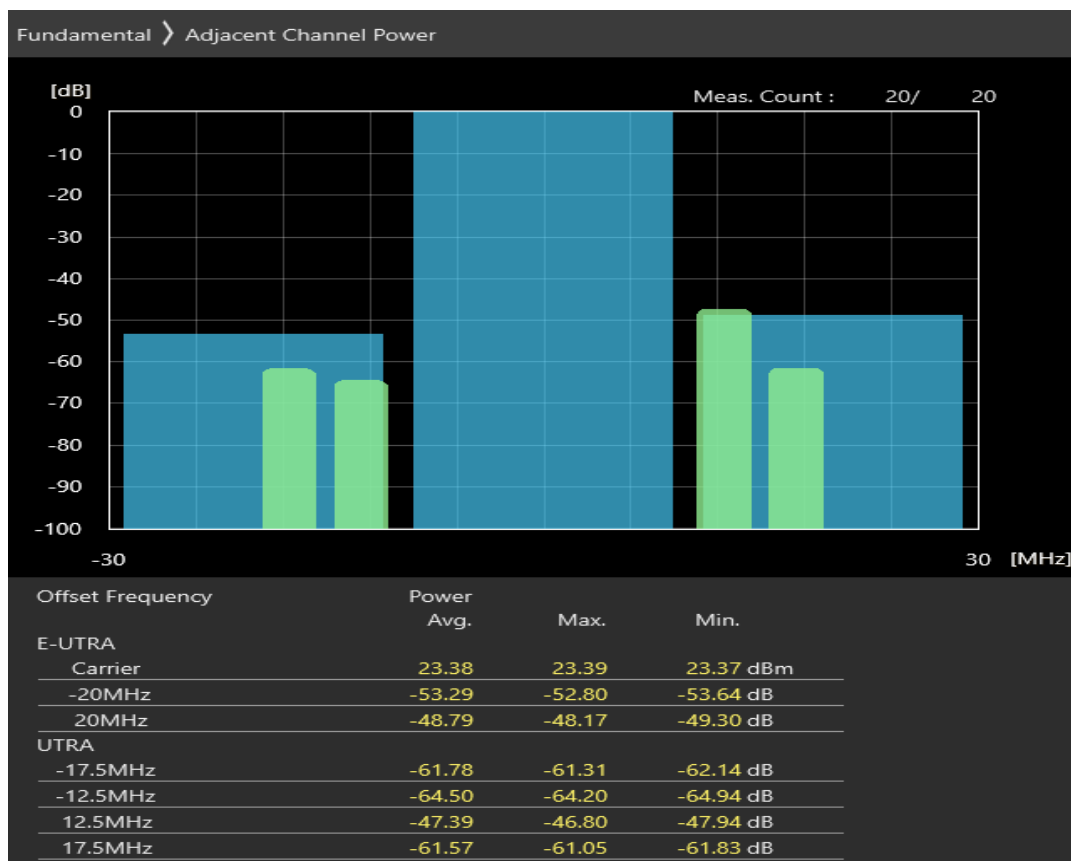 Fundamental ❯ Adjacent Channel Power
[dB]
Meas. Count : 20/ 20
0
-10
-20
-30
-40
-50
-60
-70
-80
-90
-100
-30 30 [MHz]
Offset Frequency Power
Avg. Max. Min.
E-UTRA
Carrier 23.38 23.39 23.37 dBm
-20MHz -53.29 -52.80 -53.64 dB
20MHz -48.79 -48.17 -49.30 dB
UTRA
-17.5MHz -61.78 -61.31 -62.14 dB
-12.5MHz -64.50 -64.20 -64.94 dB
12.5MHz -47.39 -46.80 -47.94 dB
17.5MHz -61.57 -61.05 -61.83 dB